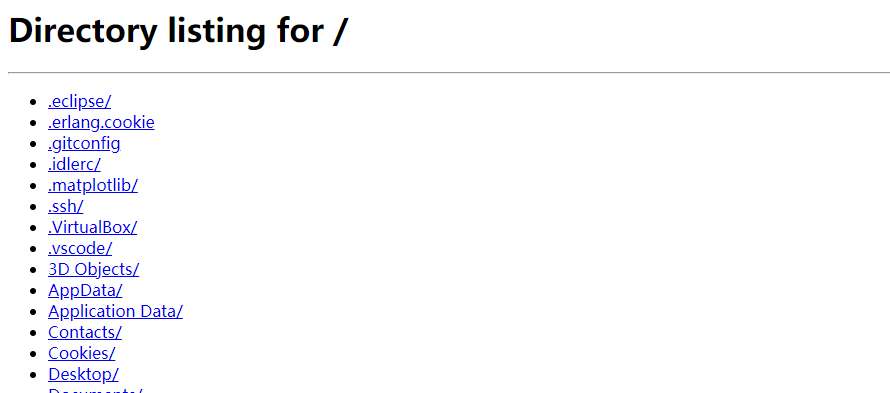 Directory listing for /
.eclipse/
.erlang.cookie
.gitconfig
.idlerc/
.matplotlib/
.ssh/
.VirtualBox/
.vscode/
3D Objects/
AppData/
Application Data/
Contacts/
Cookies/
Desktop/